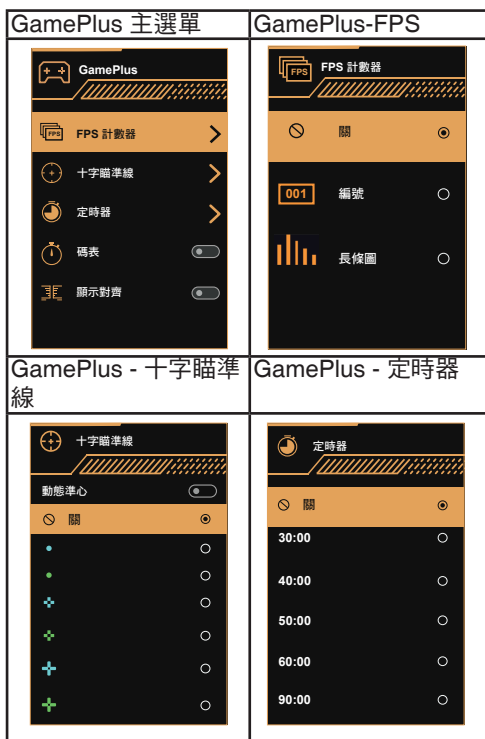 GamePlus 主選單
GamePlus-FPS
GamePlus
FPS
FPS 計數器
十字瞄準線
定時器
碼表
顯示對齊
FPS
FPS 計數器
關
001
編號
長條圖
GamePlus - 十字瞄準
線
GamePlus - 定時器
十字瞄準線
動態準心
關
定時器
關
30:00
40:00
50:00
60:00
90:00